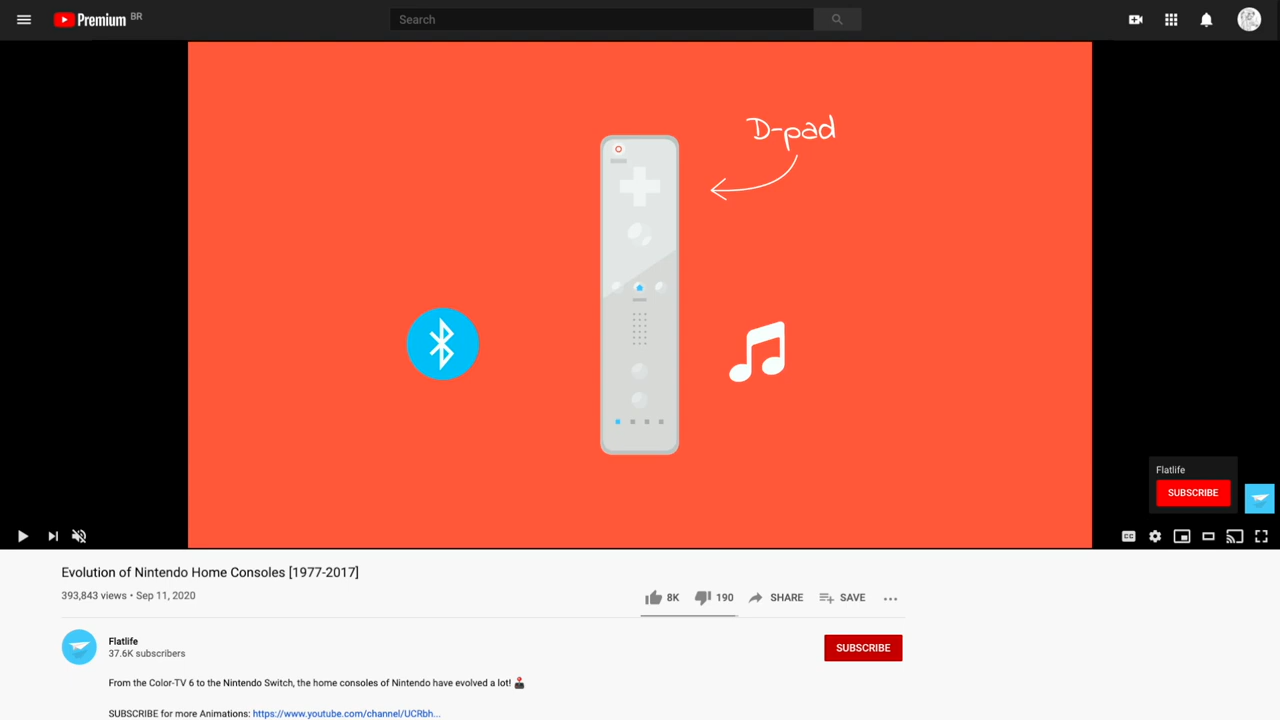 Premium BR
Search
D-pad
Flatlife
SUBSCRIBE
CC
Evolution of Nintendo Home Consoles [1977-2017]
393,843 views • Sep 11, 2020
8K
190
SHARE
SAVE
Flatlife
37.6K subscribers
SUBSCRIBE
From the Color-TV 6 to the Nintendo Switch, the home consoles of Nintendo have evolved a lot! 🕹️
SUBSCRIBE for more Animations: https://www.youtube.com/channel/UCRbh...